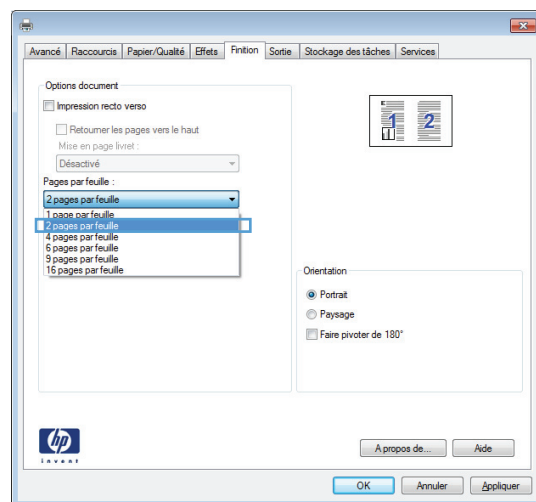 Avancé Raccourcis Papier/Qualité Effets Finition Sortie Stockage des tâches Services
Options document
Impression recto verso
Retourner les pages vers le haut
Mise en page livret :
Désactivé
Pages par feuille :
2 pages par feuille
1 page par feuille
2 pages par feuille
4 pages par feuille
6 pages par feuille
9 pages par feuille
16 pages par feuille
1 2
Orientation
Portrait
Paysage
Faire pivoter de 180°
hp
invent
A propos de... Aide
OK Annuler Appliquer